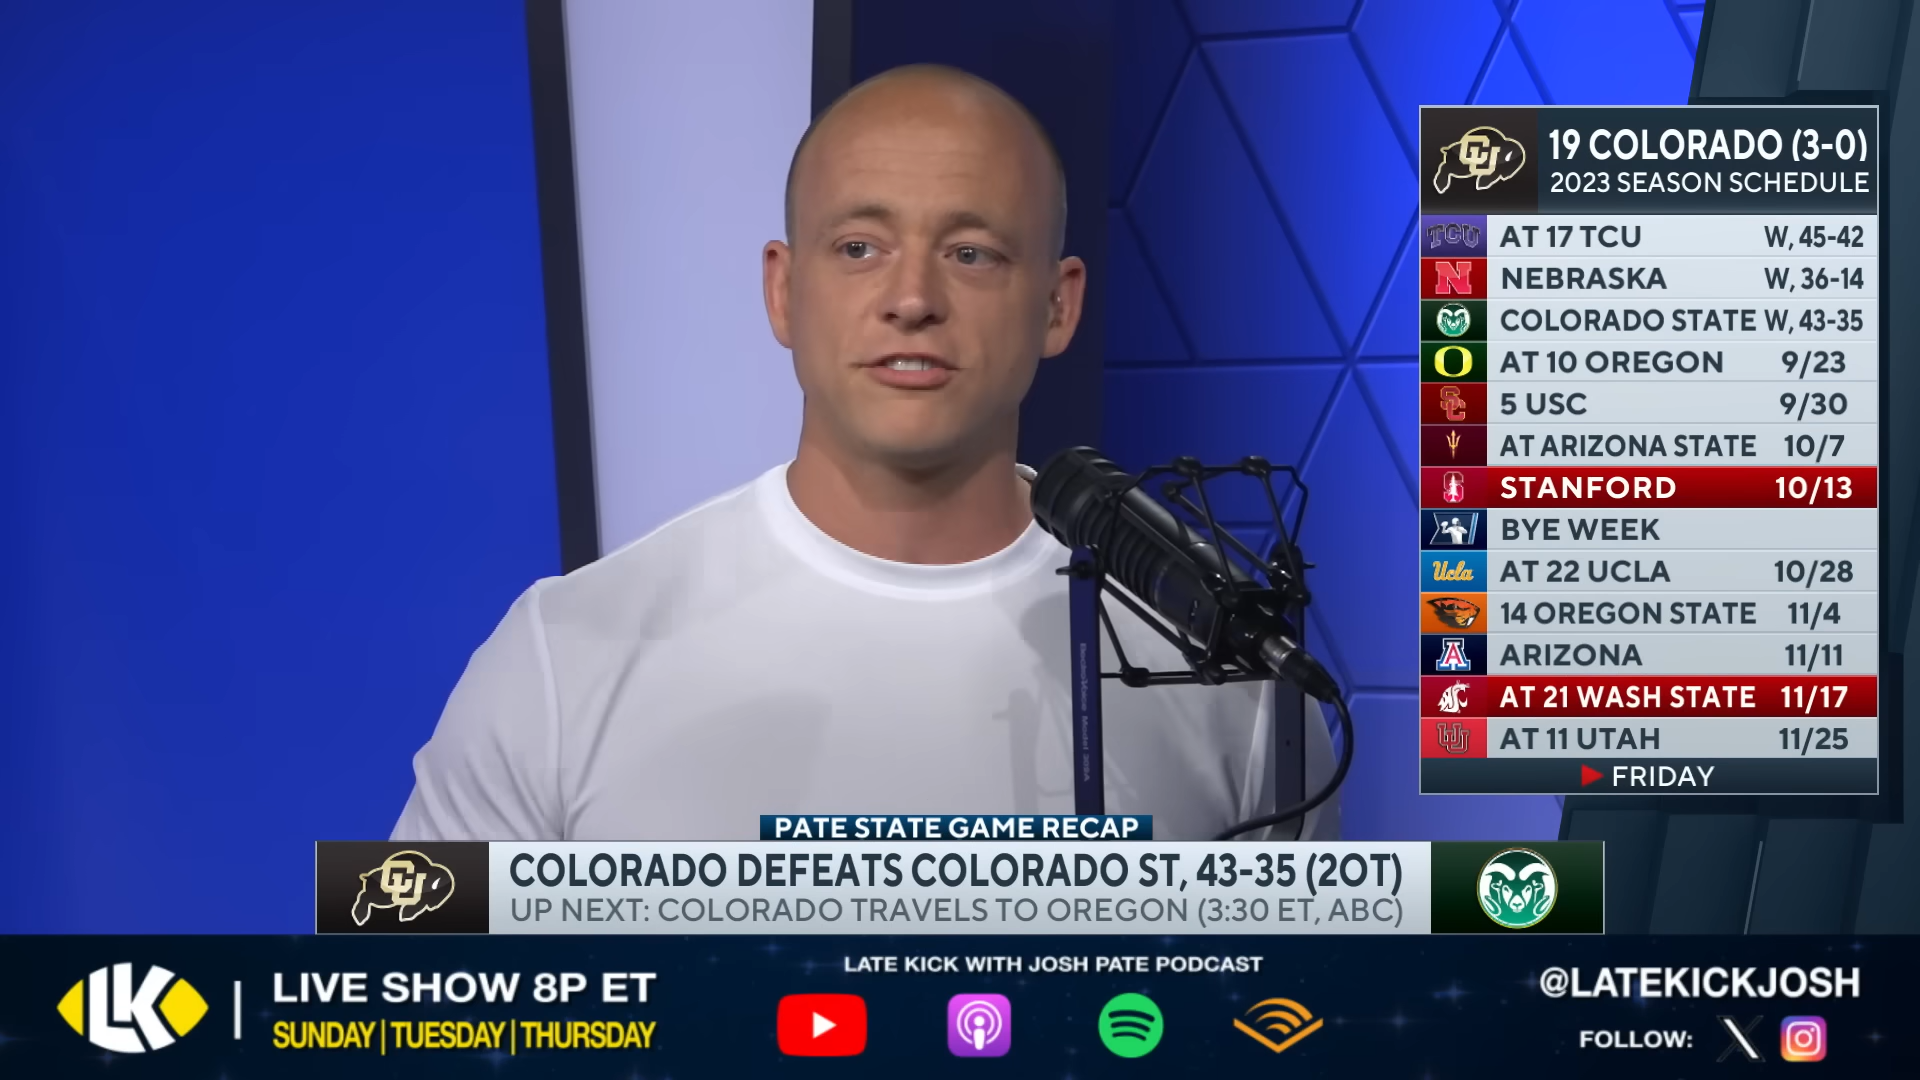 19 COLORADO (3-0)
2023 SEASON SCHEDULE
TCU AT 17 TCU W, 45-42
N NEBRASKA W, 36-14
COLORADO STATE W, 43-35
O AT 10 OREGON 9/23
SC 5 USC 9/30
AT ARIZONA STATE 10/7
S STANFORD 10/13
BYE WEEK
Ucla AT 22 UCLA 10/28
14 OREGON STATE 11/4
A ARIZONA 11/11
AT 21 WASH STATE 11/17
U AT 11 UTAH 11/25
FRIDAY
PATE STATE GAME RECAP
CU COLORADO DEFEATS COLORADO ST, 43-35 (2OT)
UP NEXT: COLORADO TRAVELS TO OREGON (3:30 ET, ABC)
LK
LIVE SHOW 8P ET
SUNDAY|TUESDAY|THURSDAY
LATE KICK WITH JOSH PATE PODCAST
@LATEKICKJOSH
FOLLOW: